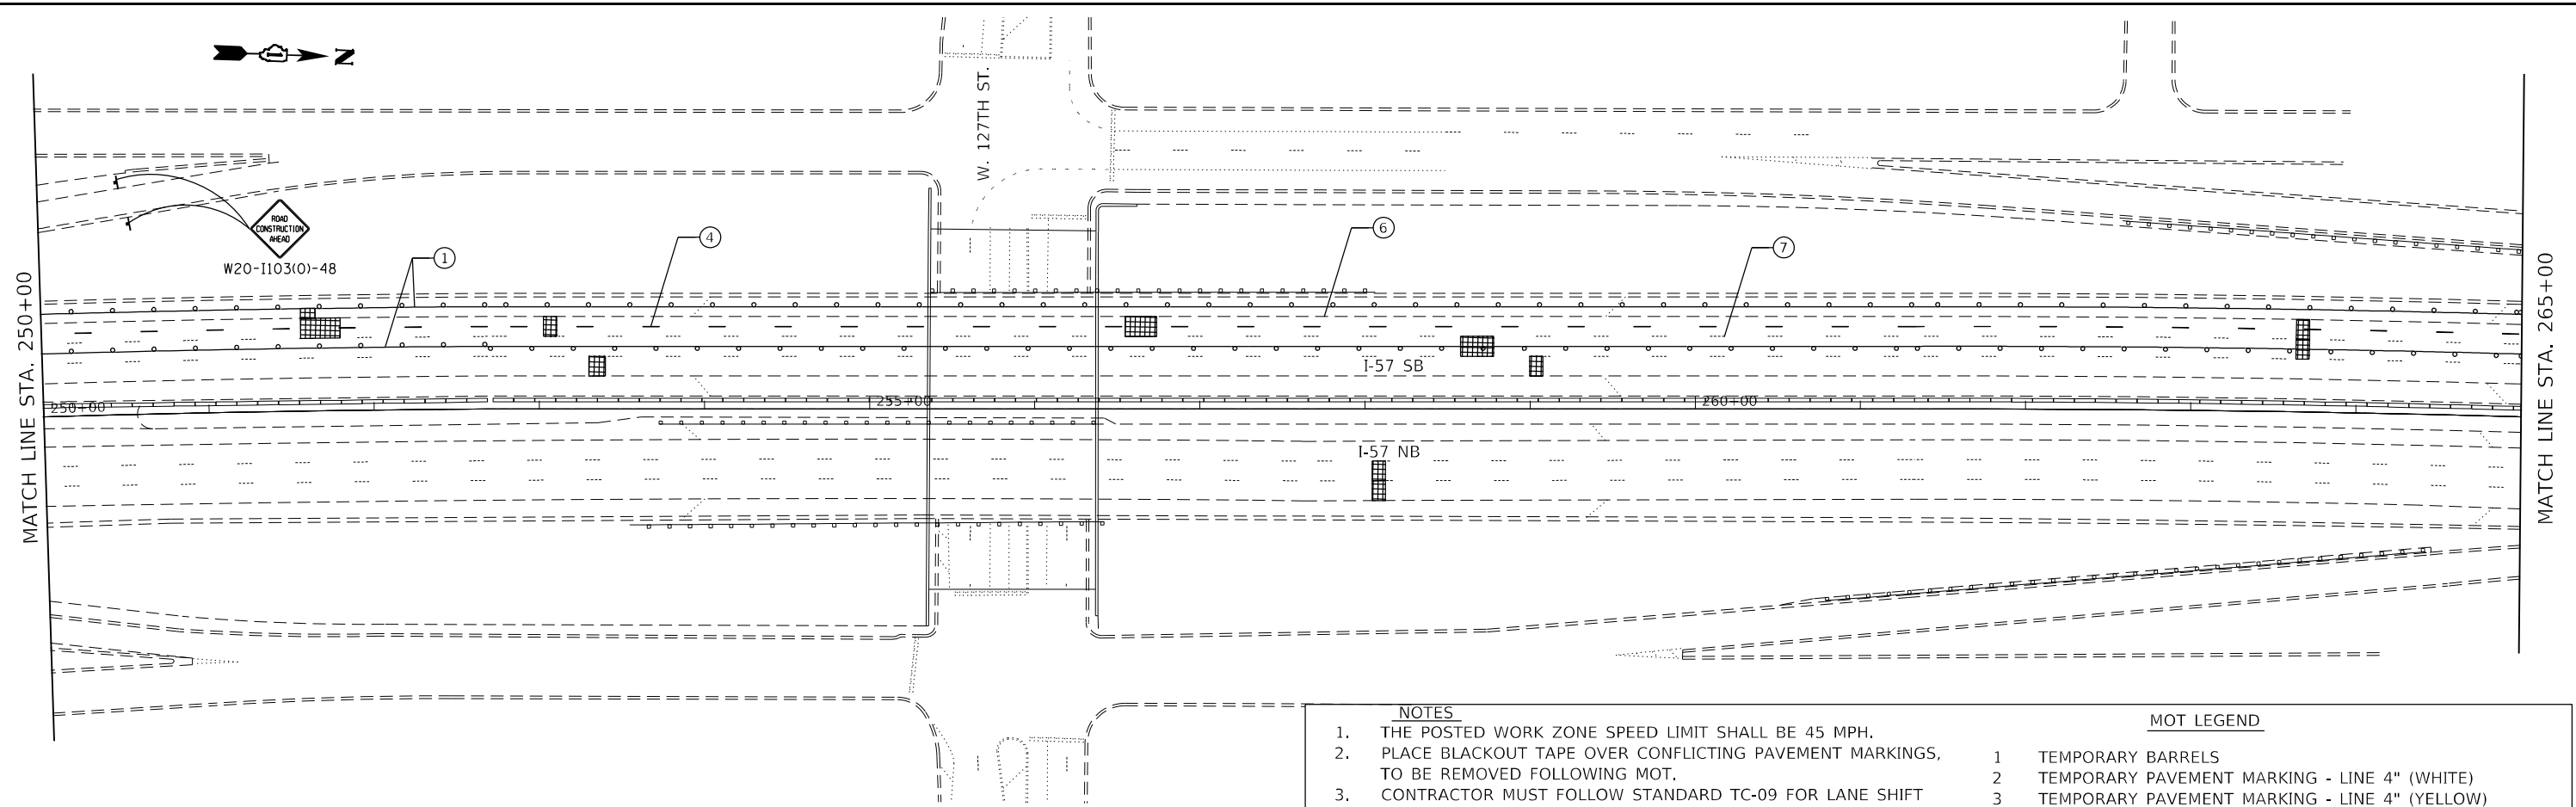 N
W. 127TH ST.
ROAD
CONSTRUCTION
AHEAD
W20-I103(O)-48
1
4
6
7
MATCH LINE STA. 250+00
MATCH LINE STA. 265+00
I-57 SB
250+00
255+00
260+00
I-57 NB
NOTES
1. THE POSTED WORK ZONE SPEED LIMIT SHALL BE 45 MPH.
2. PLACE BLACKOUT TAPE OVER CONFLICTING PAVEMENT MARKINGS,
TO BE REMOVED FOLLOWING MOT.
3. CONTRACTOR MUST FOLLOW STANDARD TC-09 FOR LANE SHIFT
MOT LEGEND
1 TEMPORARY BARRELS
2 TEMPORARY PAVEMENT MARKING - LINE 4" (WHITE)
3 TEMPORARY PAVEMENT MARKING - LINE 4" (YELLOW)